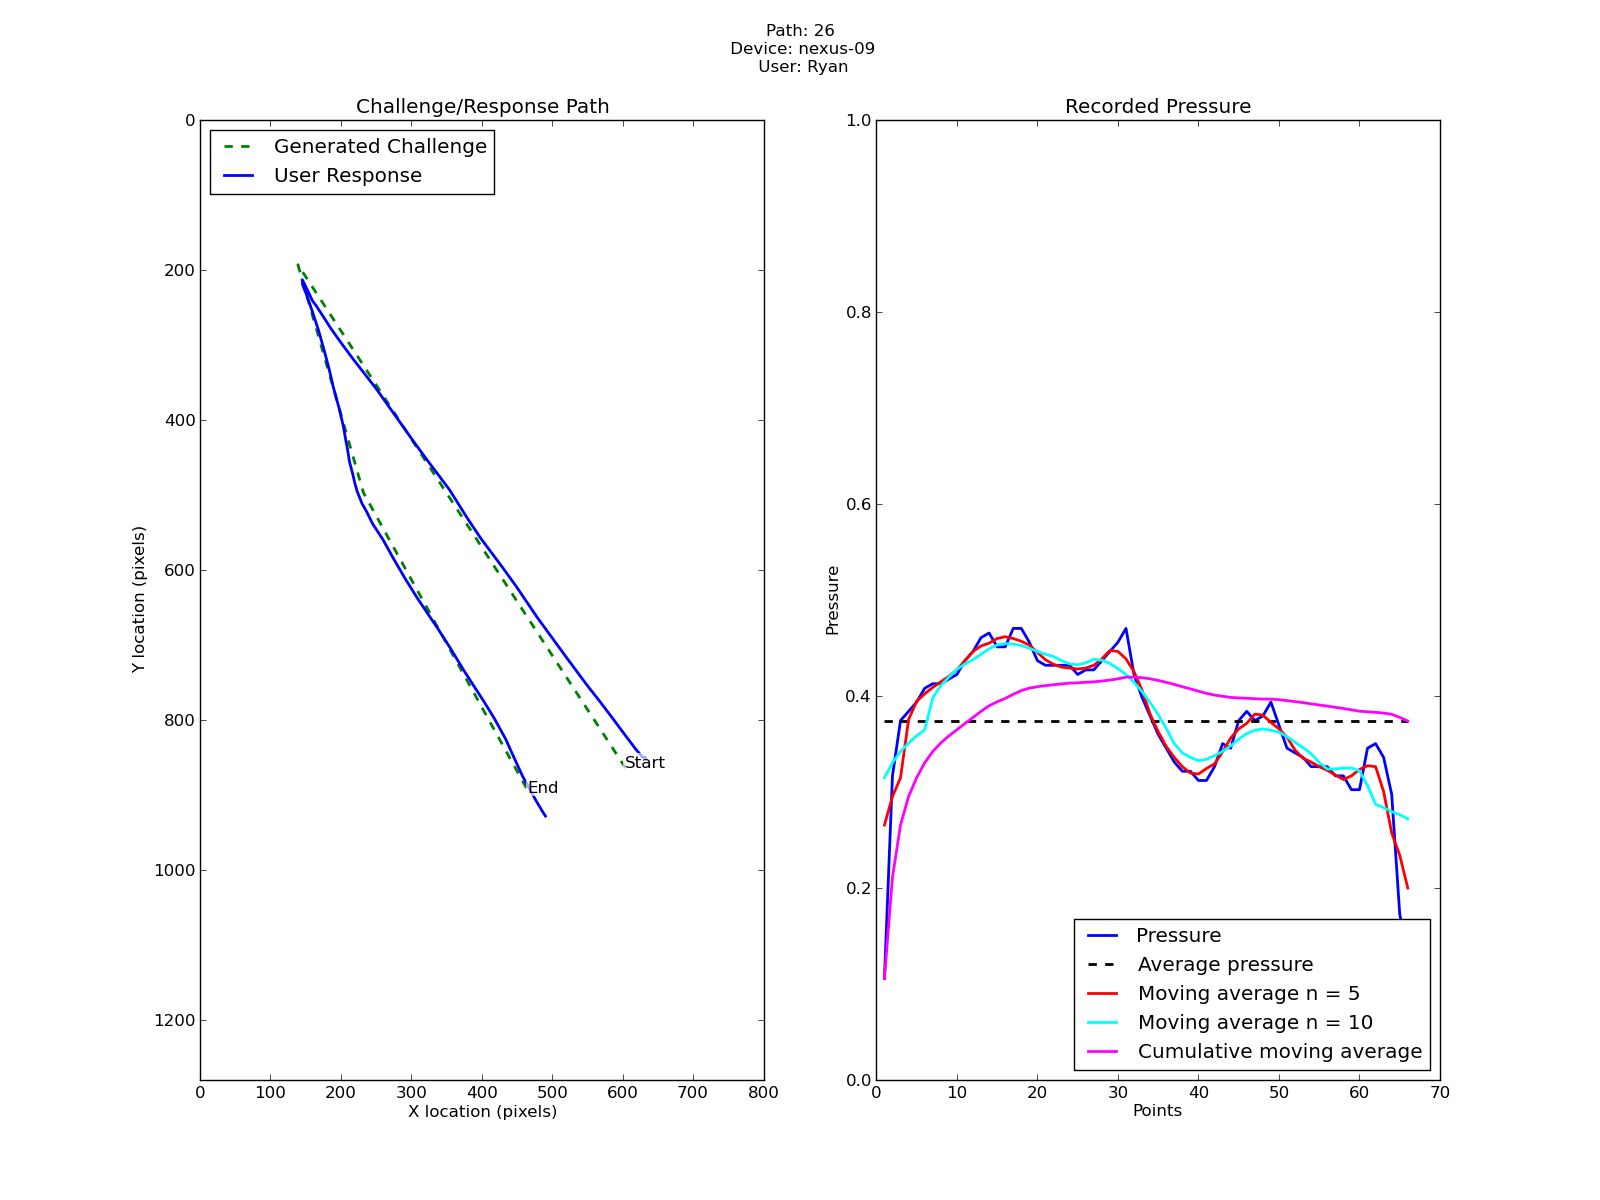 Path: 26
Device: nexus-09
User: Ryan
Challenge/Response Path
Generated Challenge
User Response
0
200
400
600
800
1000
1200
Y location (pixels)
Start
End
0 100 200 300 400 500 600 700 800
X location (pixels)
Recorded Pressure
1.0
0.8
0.6
0.4
0.2
0.0
Pressure
Pressure
Average pressure
Moving average n = 5
Moving average n = 10
Cumulative moving average
0 10 20 30 40 50 60 70
Points